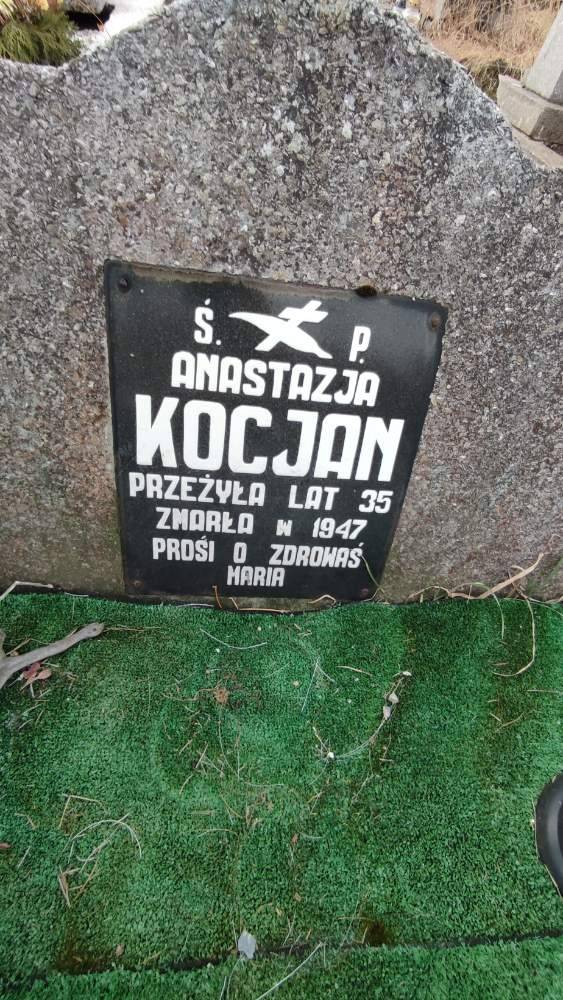 Ś. P.
ANASTAZJA
KOCJAN
PRZEŻYŁA LAT 35
ZMARŁA W 1947
PROŚI O ZDROWAŚ
MARIA